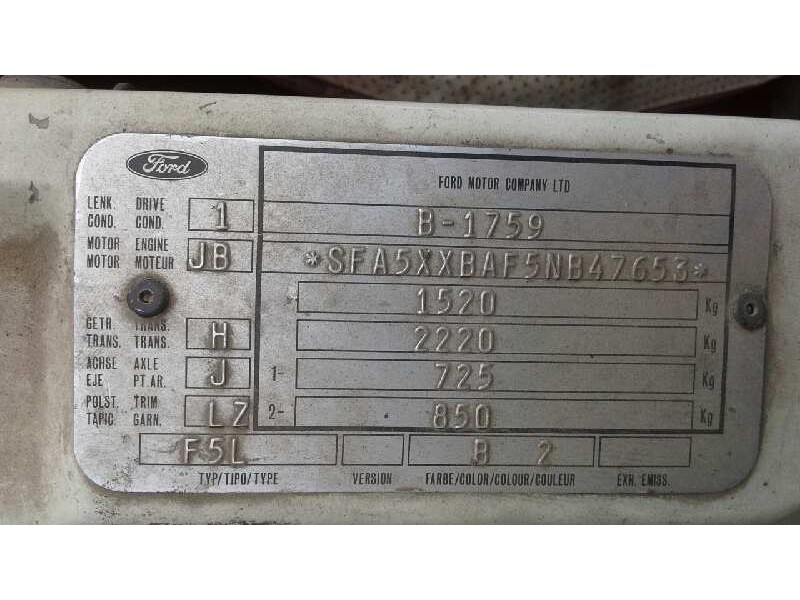 Ford
FORD MOTOR COMPANY LTD
LENK. DRIVE
COND. COND. 1
B-1759
MOTOR ENGINE
MOTOR MOTEUR JB
*SFA5XXBAF5NB47653*
1520 Kg
GETR. TRANS.
TRANS. TRANS. H
2220 Kg
ACHSE AXLE
EJE PT.AR. J
1- 725 Kg
POLST. TRIM
TAPIC. GARN. LZ
2- 850 Kg
F5L B 2
TYP/TIPO/TYPE VERSION FARBE/COLOR/COLOUR/COULEUR EXH. EMISS.